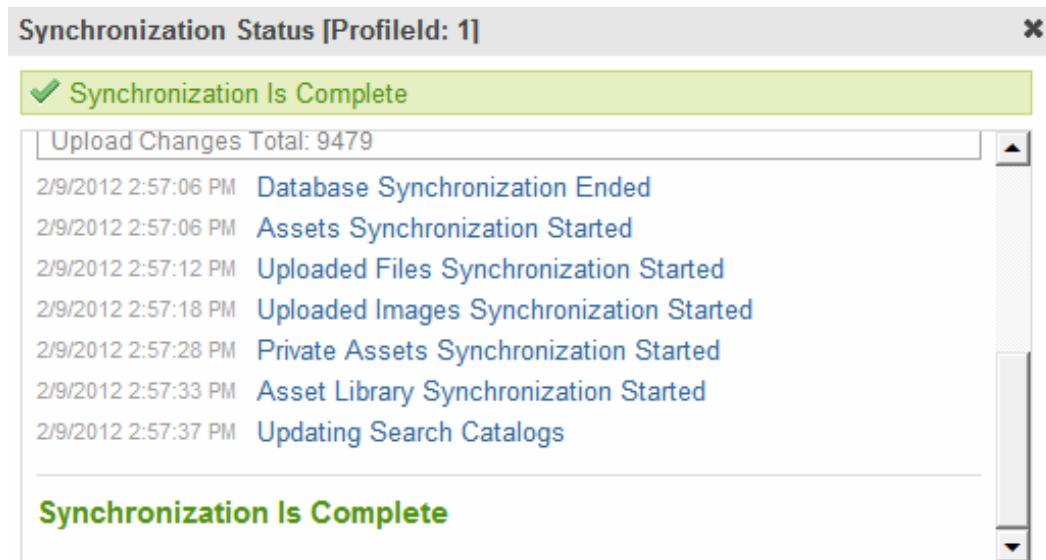 Synchronization Status [ProfileId: 1]
Synchronization Is Complete
Upload Changes Total: 9479
2/9/2012 2:57:06 PM Database Synchronization Ended
2/9/2012 2:57:06 PM Assets Synchronization Started
2/9/2012 2:57:12 PM Uploaded Files Synchronization Started
2/9/2012 2:57:18 PM Uploaded Images Synchronization Started
2/9/2012 2:57:28 PM Private Assets Synchronization Started
2/9/2012 2:57:33 PM Asset Library Synchronization Started
2/9/2012 2:57:37 PM Updating Search Catalogs
Synchronization Is Complete